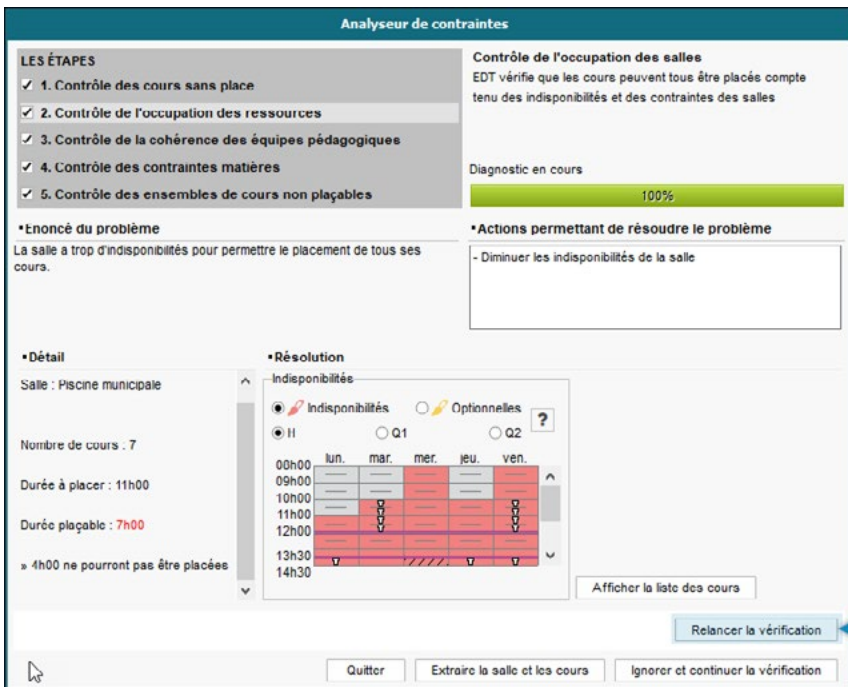 Analyseur de contraintes
LES ÉTAPES
1. Contrôle des cours sans place
2. Contrôle de l'occupation des ressources
3. Contrôle de la cohérence des équipes pédagogiques
4. Contrôle des contraintes matières
5. Contrôle des ensembles de cours non plaçables
Contrôle de l'occupation des salles
EDT vérifie que les cours peuvent tous être placés compte
tenu des indisponibilités et des contraintes des salles
Diagnostic en cours
100%
▪Enoncé du problème
La salle a trop d'indisponibilités pour permettre le placement de tous ses
cours.
▪Actions permettant de résoudre le problème
- Diminuer les indisponibilités de la salle
▪Détail
Salle : Piscine municipale
Nombre de cours : 7
Durée à placer : 11h00
Durée plaçable : 7h00
» 4h00 ne pourront pas être placées
▪Résolution
Indisponibilités
Indisponibilités Optionnelles ?
H Q1 Q2
lun. mar. mer. jeu. ven.
08h00
09h00
10h00
11h00
12h00
13h30
14h30
Afficher la liste des cours
Relancer la vérification
Quitter Extraire la salle et les cours Ignorer et continuer la vérification